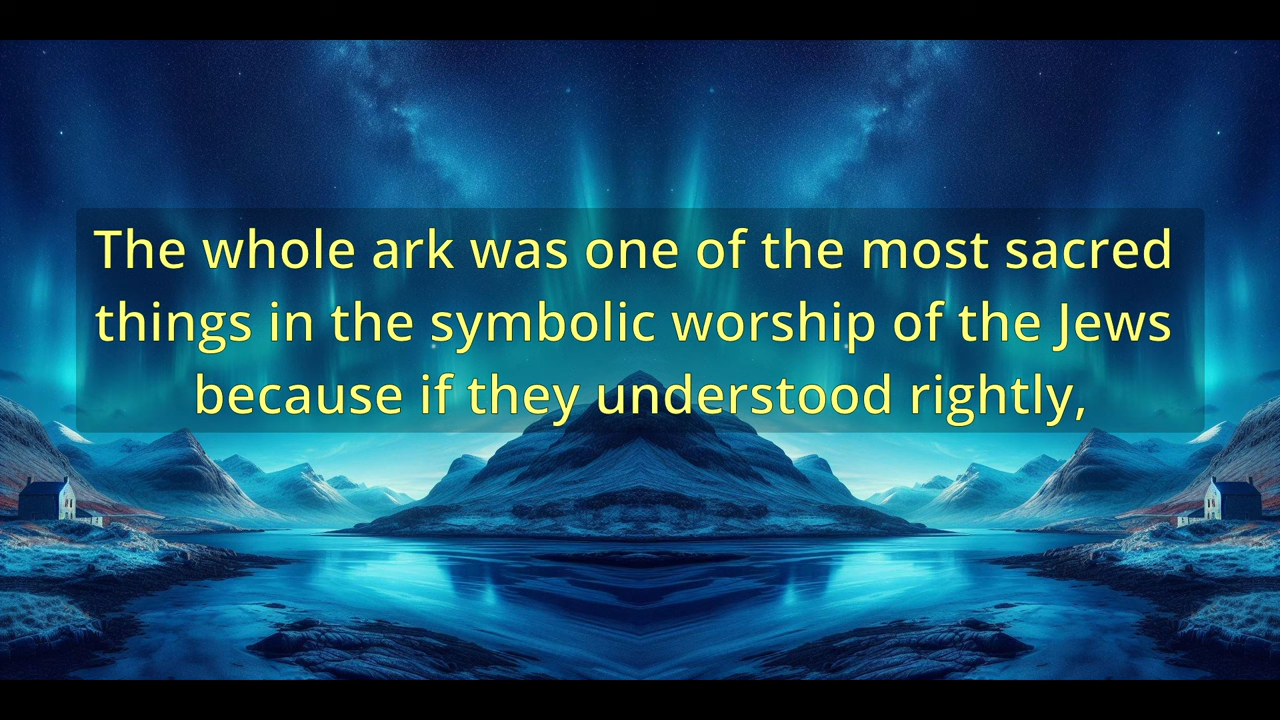 The whole ark was one of the most sacred
things in the symbolic worship of the Jews
because if they understood rightly,